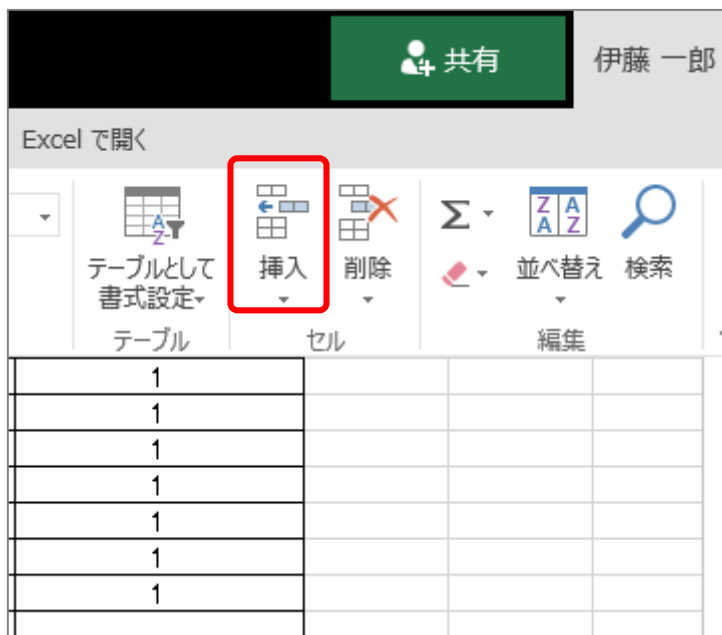 共有
伊藤 一郎
Excel で開く
テーブルとして
書式設定
挿入
削除
Σ
Z A
A Z
並べ替え
検索
A
Z
テーブル
セル
編集
1
1
1
1
1
1
1